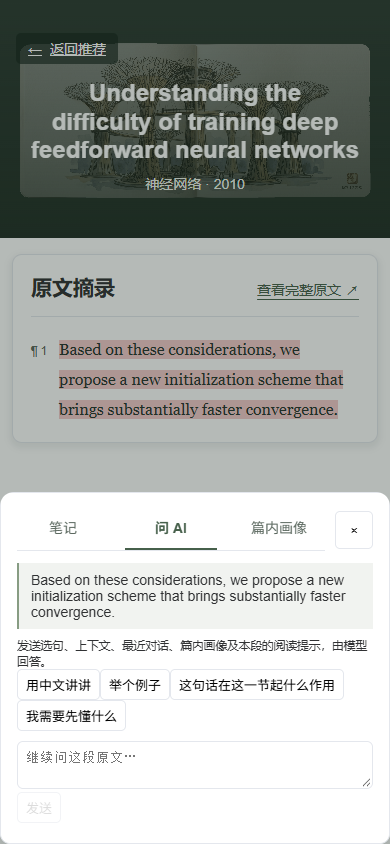 ← 返回推荐
Understanding the
difficulty of training deep
feedforward neural networks
神经网络 · 2010
原文摘录
查看完整原文 ↗
¶ 1 Based on these considerations, we
propose a new initialization scheme that
brings substantially faster convergence.
笔记
问 AI
篇内画像
×
Based on these considerations, we propose a new
initialization scheme that brings substantially faster
convergence.
发送选句、上下文、最近对话、篇内画像及本段的阅读提示，由模型
回答。
用中文讲讲
举个例子
这句话在这一节起什么作用
我需要先懂什么
继续问这段原文…
发送